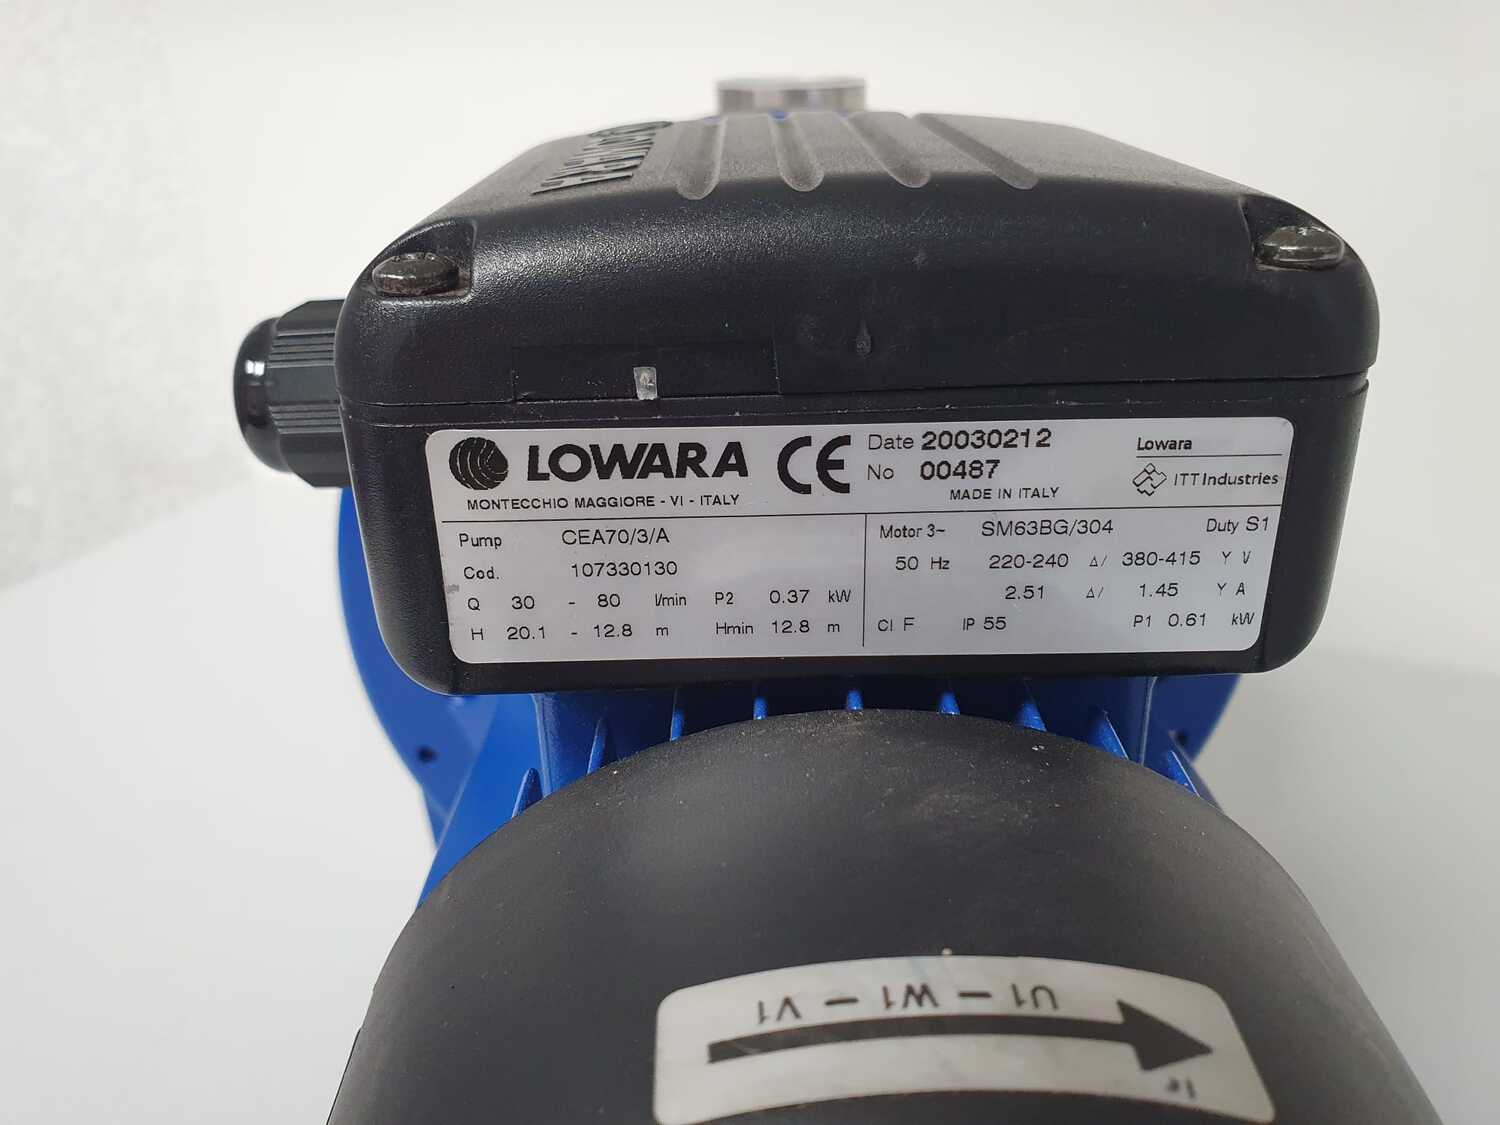 LOWARA
LOWARA CE Date 20030212 Lowara
No 00487 ITT Industries
MONTECCHIO MAGGIORE - VI - ITALY MADE IN ITALY
Pump CEA70/3/A Motor 3~ SM63BG/304 Duty S1
Cod. 107330130 50 Hz 220-240 Δ/ 380-415 Y V
Q 30 - 80 l/min P2 0.37 kW 2.51 Δ/ 1.45 Y A
H 20.1 - 12.8 m Hmin 12.8 m Cl F IP 55 P1 0.61 kW
U1 – W1 – V1